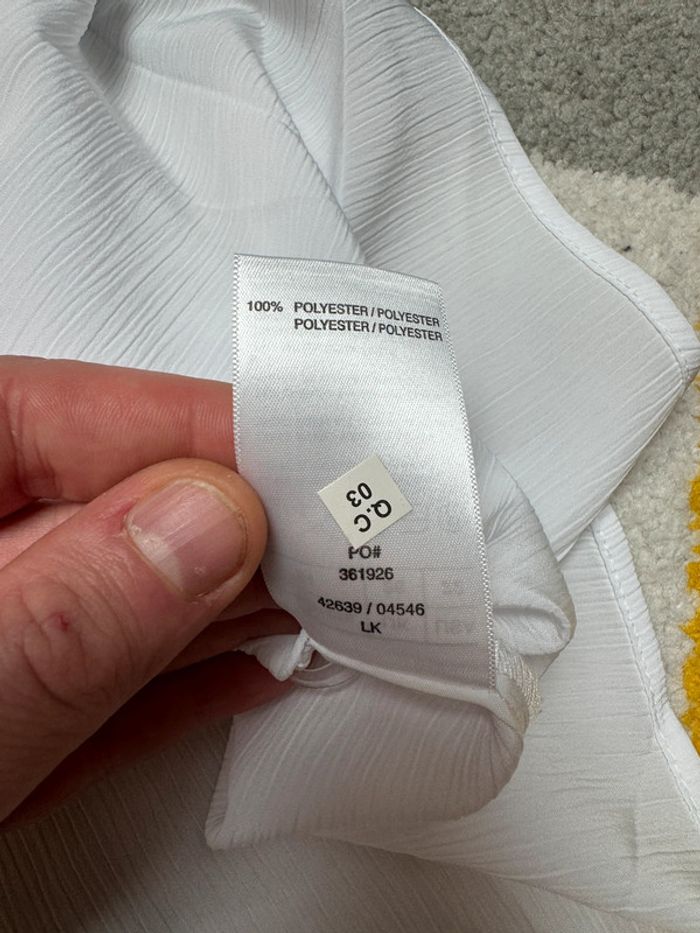 100% POLYESTER / POLYESTER
POLYESTER / POLYESTER
Q.C
03
PO#
361926
42639 / 04546
LK